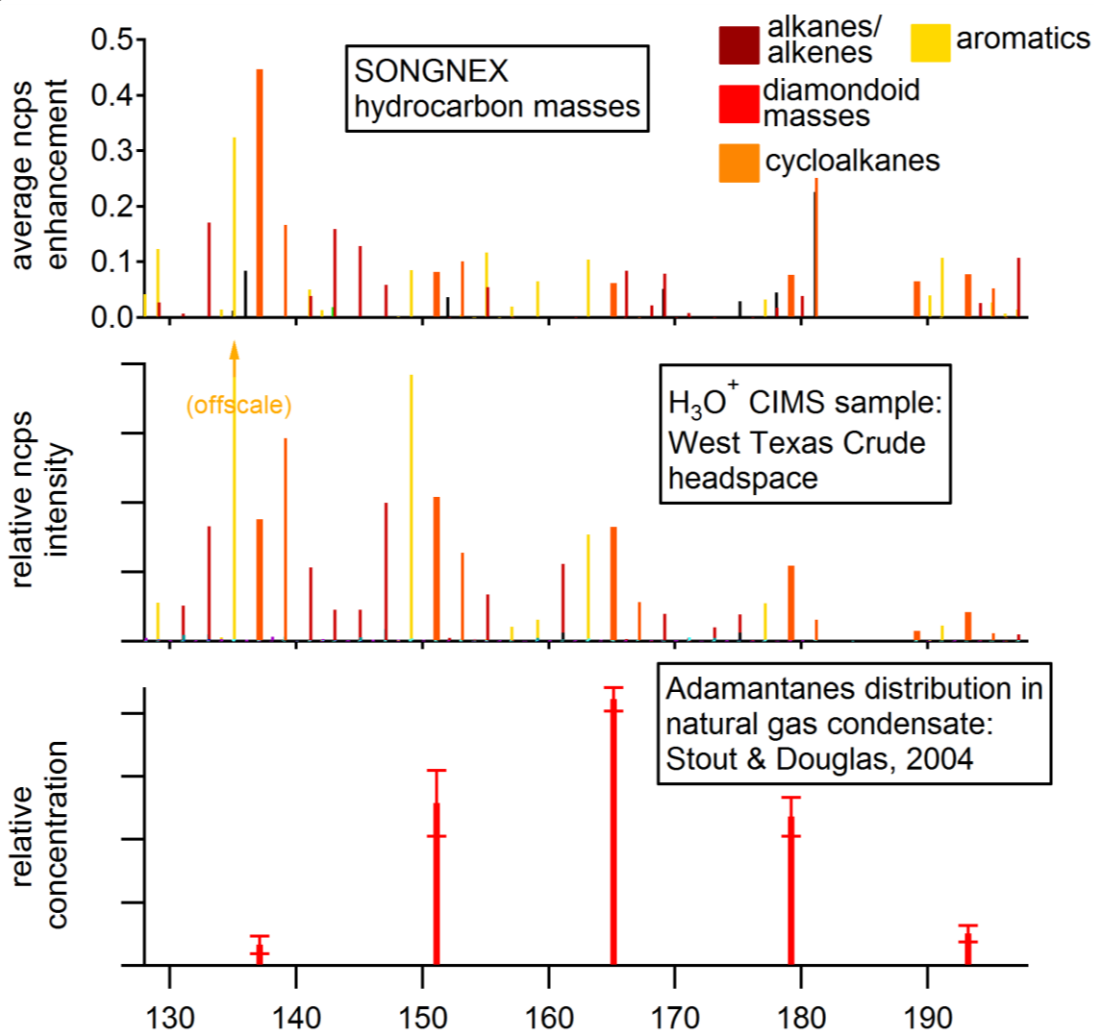 0.5
0.4
0.3
0.2
0.1
0.0
average ncps
enhancement
SONGNEX
hydrocarbon masses
alkanes/
alkenes
aromatics
diamondoid
masses
cycloalkanes
(offscale)
relative ncps
intensity
H₃O⁺ CIMS sample:
West Texas Crude
headspace
relative
concentration
Adamantanes distribution in
natural gas condensate:
Stout & Douglas, 2004
130 140 150 160 170 180 190